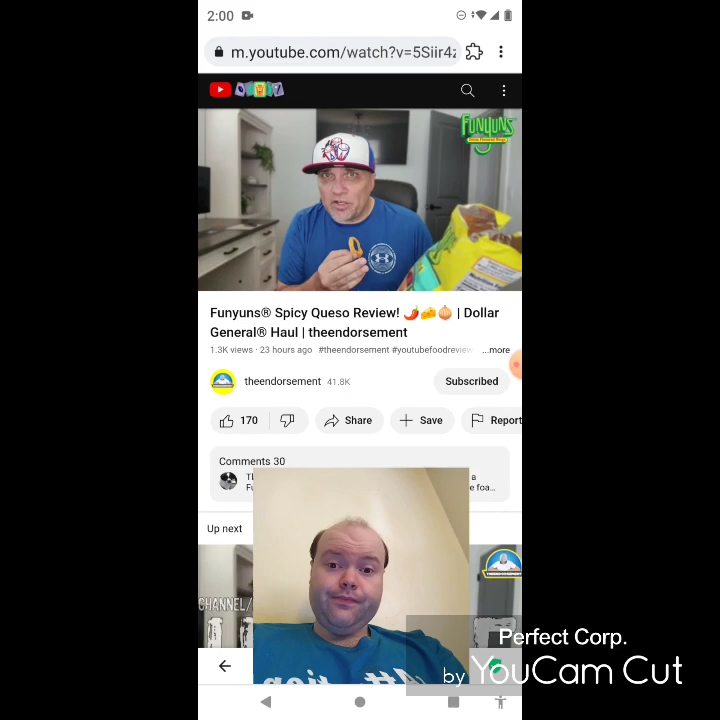 2:00
m.youtube.com/watch?v=5Siir4z
FUNYUNS
Funyuns® Spicy Queso Review! 🌶️🧀🧅 | Dollar
General® Haul | theendorsement
1.3K views · 23 hours ago #theendorsement #youtubefoodreview ...more
theendorsement 41.8K
Subscribed
170
Share
Save
Report
Comments 30
Up next
CHANNEL/
Perfect Corp.
by YouCam Cut